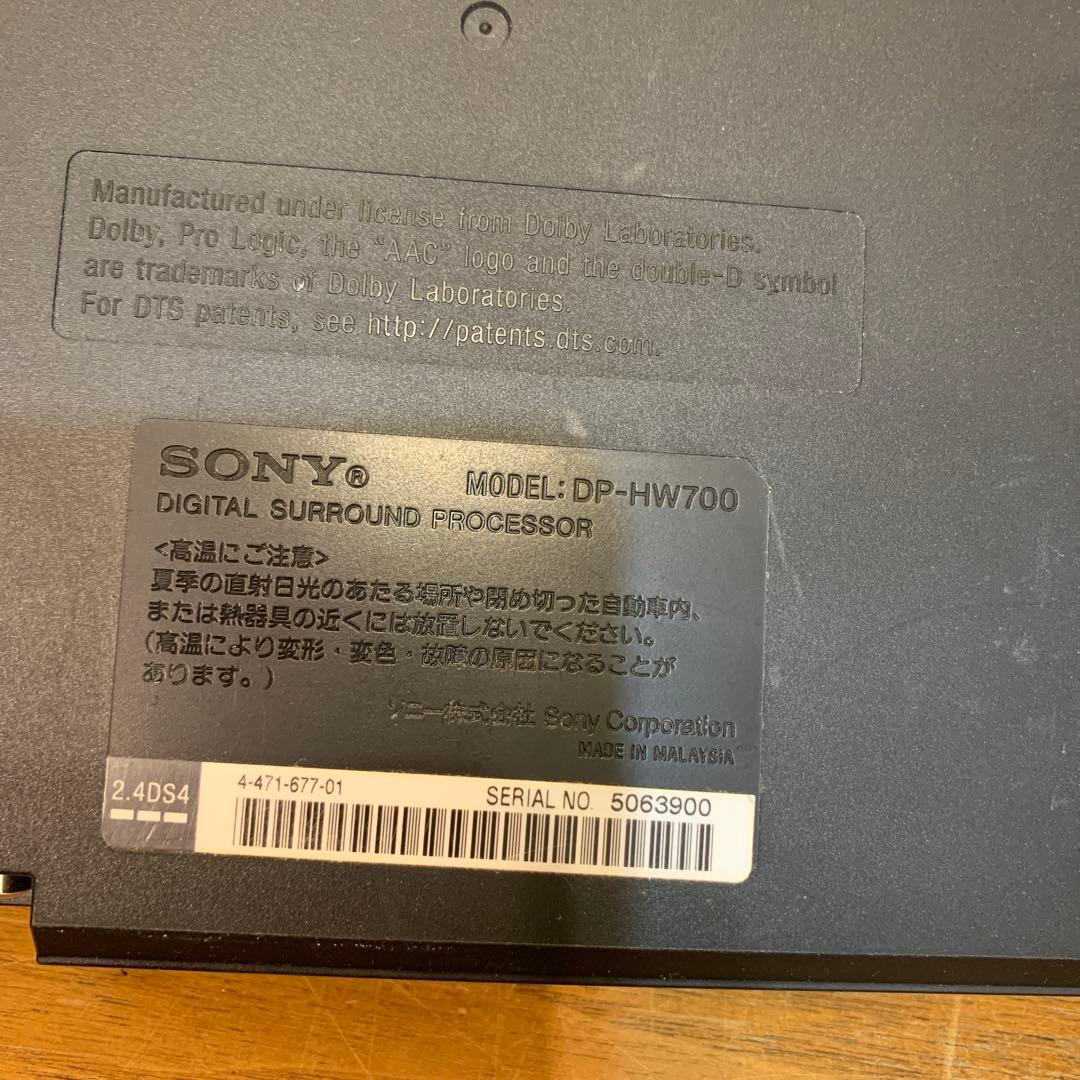 Manufactured under license from Dolby Laboratories.
Dolby, Pro Logic, the “AAC” logo and the double-D symbol
are trademarks of Dolby Laboratories.
For DTS patents, see http://patents.dts.com.
SONY®
MODEL: DP-HW700
DIGITAL SURROUND PROCESSOR
<高温にご注意>
夏季の直射日光のあたる場所や閉め切った自動車内、
または熱器具の近くには放置しないでください。
(高温により変形・変色・故障の原因になることが
あります。)
ソニー株式会社 Sony Corporation
MADE IN MALAYSIA
2.4DS4
4-471-677-01
SERIAL NO. 5063900